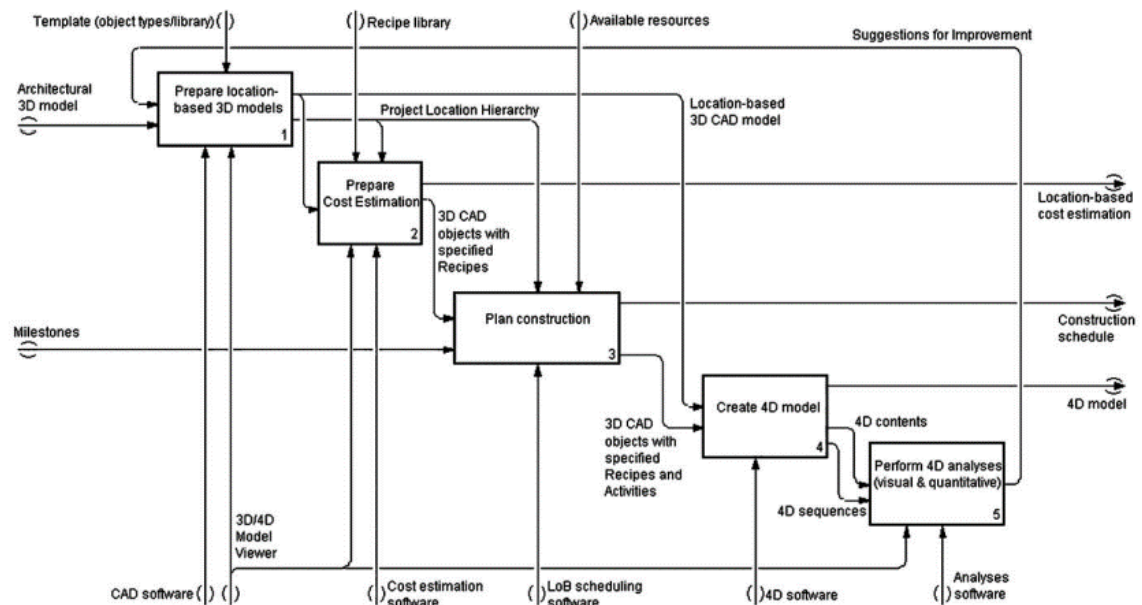 Template (object types/library)
Recipe library
Available resources
Suggestions for Improvement
Architectural
3D model
Prepare location-
based 3D models
1
Project Location Hierarchy
Location-based
3D CAD model
Prepare
Cost Estimation
2
Location-based
cost estimation
3D CAD
objects with
specified
Recipes
Plan construction
3
Milestones
Construction
schedule
Create 4D model
4
4D model
3D CAD
objects with
specified
Recipes and
Activities
4D contents
Perform 4D analyses
(visual & quantitative)
5
4D sequences
3D/4D
Model
Viewer
CAD software
Cost estimation
software
LoB scheduling
software
4D software
Analyses
software